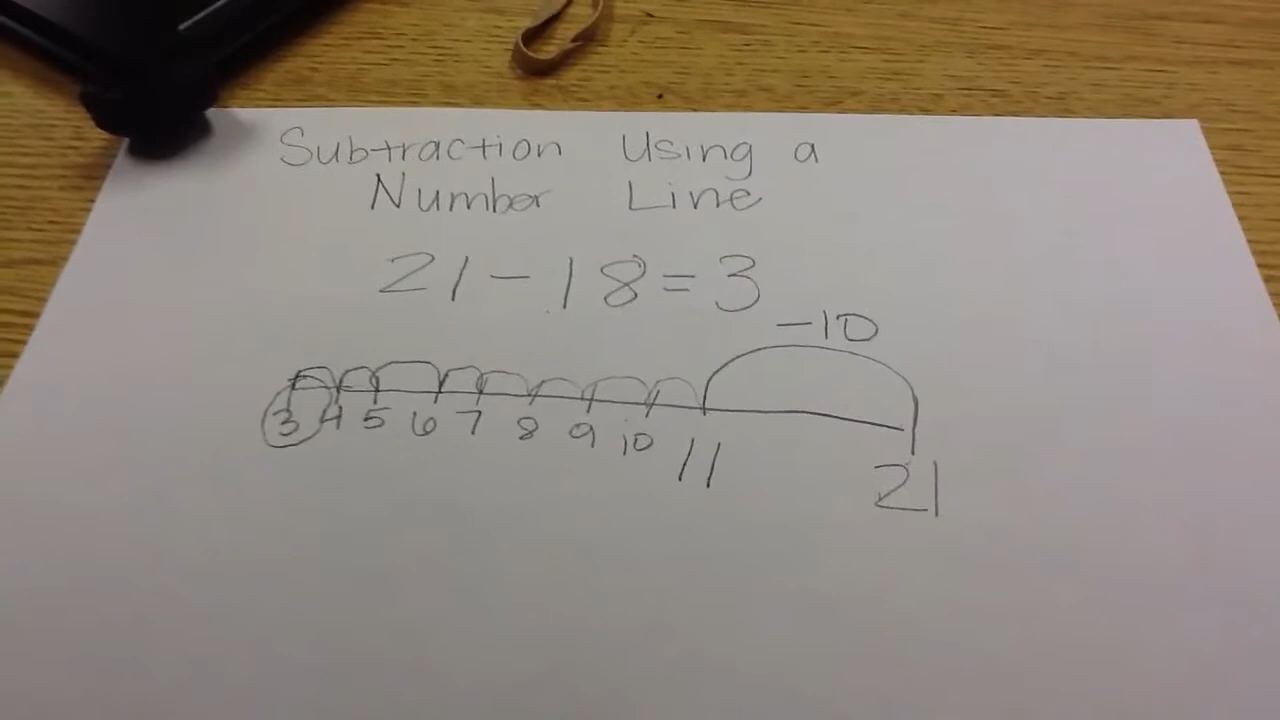 Subtraction Using a
Number Line
21-18=3
-10
3 4 5 6 7 8 9 10 11 21